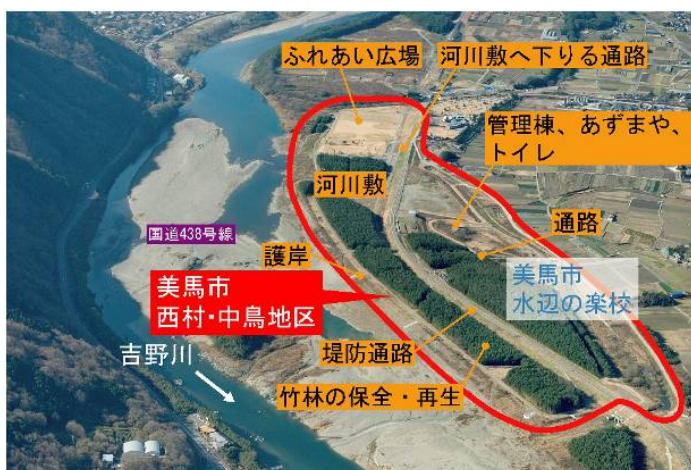 ふれあい広場
河川敷へ下りる通路
管理棟、あずまや、
トイレ
河川敷
国道438号線
通路
護岸
美馬市
西村・中鳥地区
美馬市
水辺の楽校
吉野川
堤防通路
竹林の保全・再生